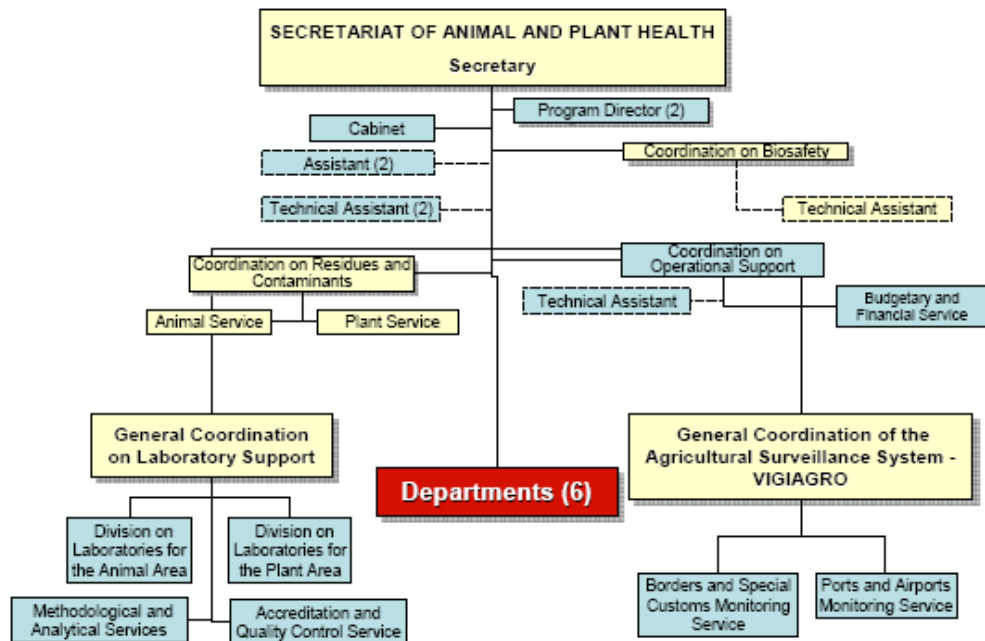 SECRETARIAT OF ANIMAL AND PLANT HEALTH
Secretary
Program Director (2)
Cabinet
Coordination on Biosafety
Assistant (2)
Technical Assistant (2)
Technical Assistant
Coordination on
Operational Support
Coordination on Residues and
Contaminants
Technical Assistant
Budgetary and
Financial Service
Animal Service
Plant Service
General Coordination
on Laboratory Support
General Coordination of the
Agricultural Surveillance System -
VIGIAGRO
Departments (6)
Division on
Laboratories for
the Animal Area
Division on
Laboratories for
the Plant Area
Borders and Special
Customs Monitoring
Service
Ports and Airports
Monitoring Service
Methodological and
Analytical Services
Accreditation and
Quality Control Service